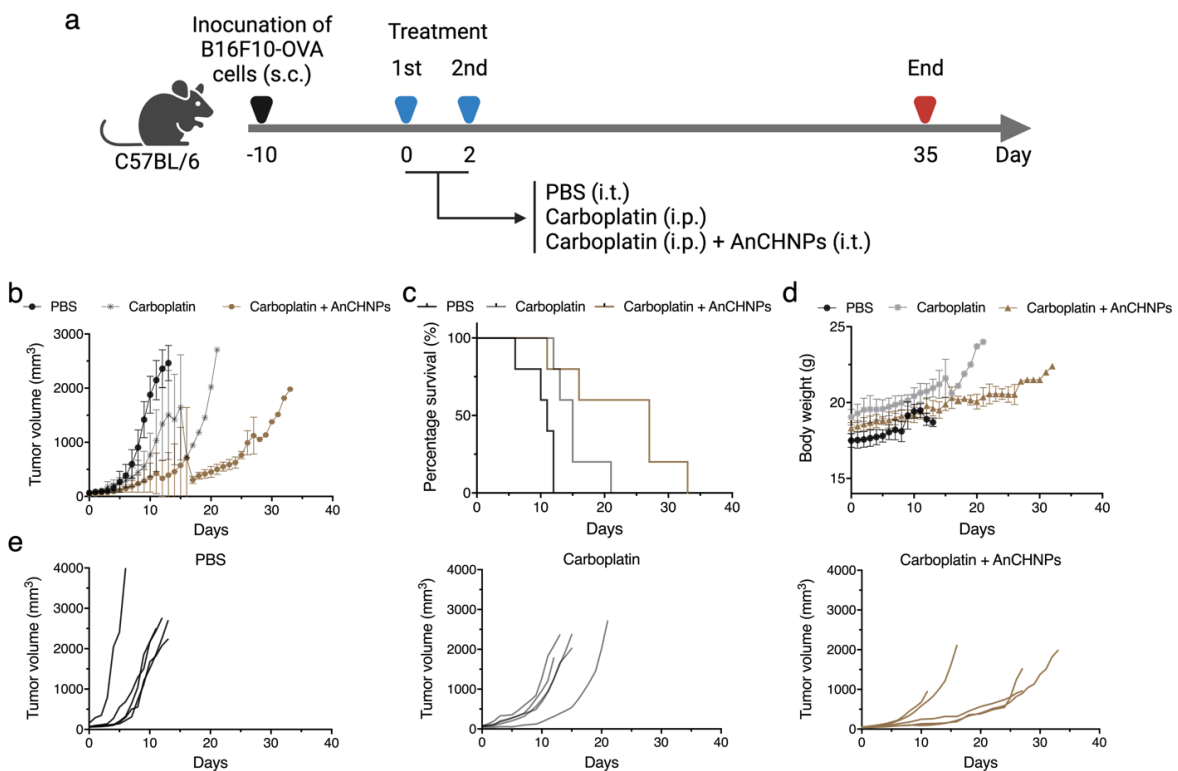 a
Inocunation of
B16F10-OVA
cells (s.c.)
Treatment
1st 2nd
End
C57BL/6
-10 0 2 35 Day
PBS (i.t.)
Carboplatin (i.p.)
Carboplatin (i.p.) + AnCHNPs (i.t.)
b
PBS Carboplatin Carboplatin + AnCHNPs
Tumor volume (mm³)
3000
2000
1000
0
0 10 20 30 40
Days
c
PBS Carboplatin Carboplatin + AnCHNPs
Percentage survival (%)
100
50
0
0 10 20 30 40
Days
d
PBS Carboplatin Carboplatin + AnCHNPs
Body weight (g)
25
20
15
0 10 20 30 40
Days
e
PBS
Tumor volume (mm³)
4000
3000
2000
1000
0
0 10 20 30 40
Days
Carboplatin
Tumor volume (mm³)
4000
3000
2000
1000
0
0 10 20 30 40
Days
Carboplatin + AnCHNPs
Tumor volume (mm³)
4000
3000
2000
1000
0
0 10 20 30 40
Days